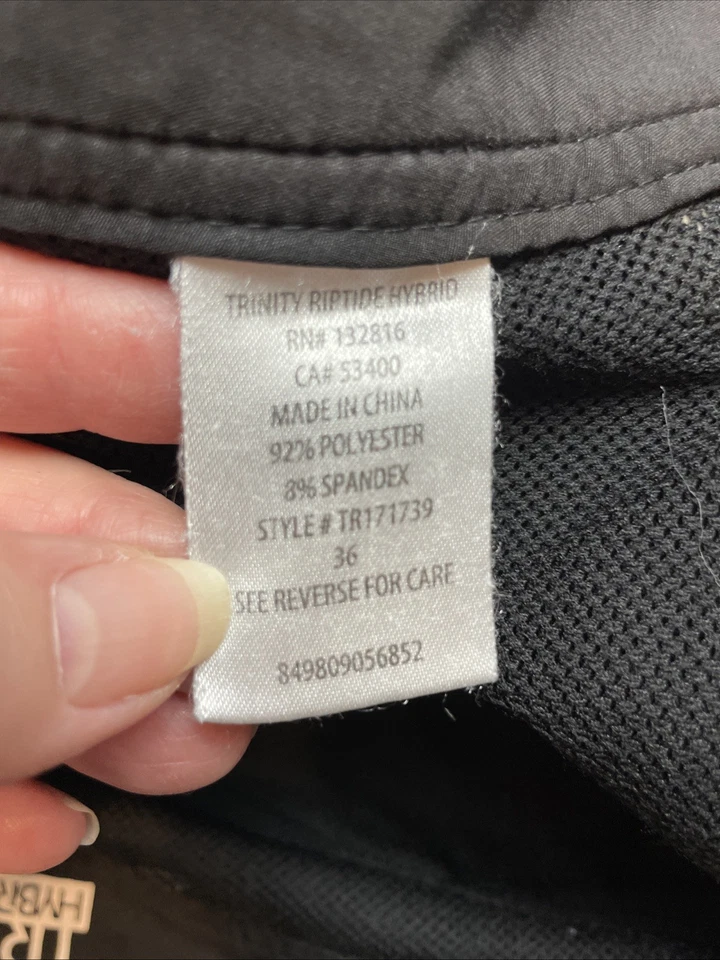 TRINITY RIPTIDE HYBRID
RN# 132816
CA# 53400
MADE IN CHINA
92% POLYESTER
8% SPANDEX
STYLE # TR171739
36
SEE REVERSE FOR CARE
849809056852